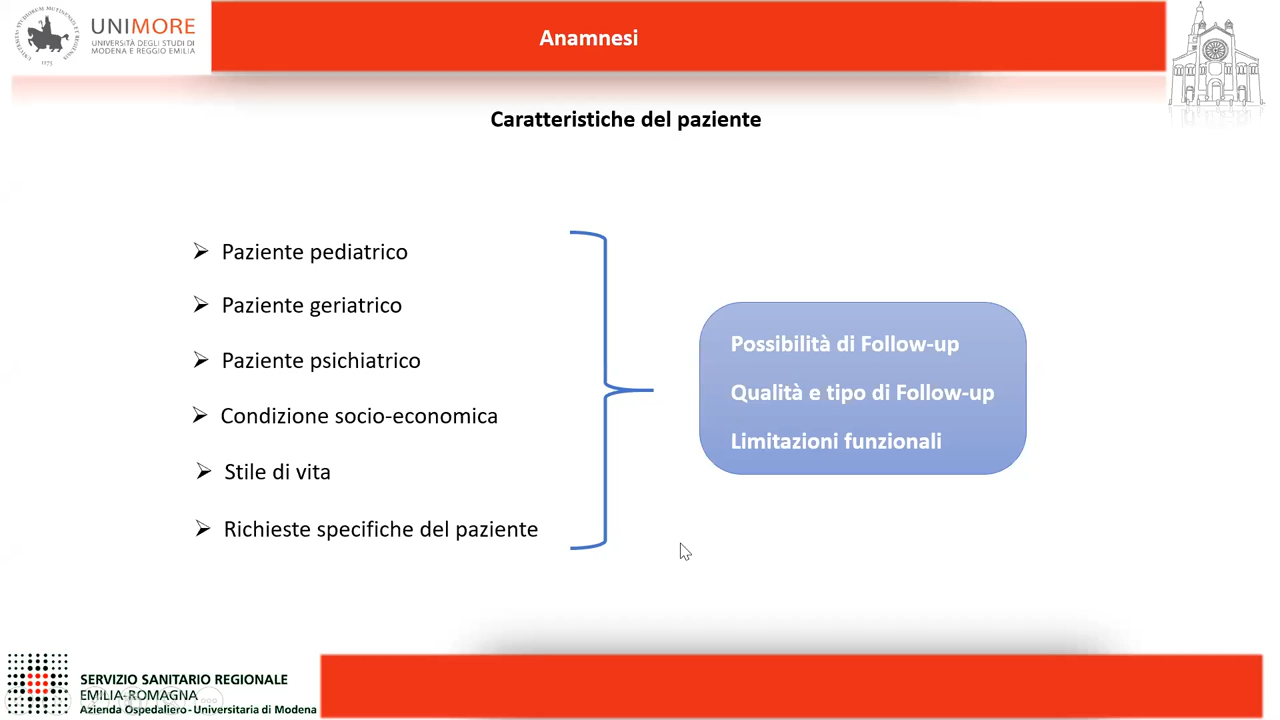 UNIMORE
UNIVERSITÀ DEGLI STUDI DI
MODENA E REGGIO EMILIA
1175
Anamnesi
Caratteristiche del paziente
Paziente pediatrico
Paziente geriatrico
Paziente psichiatrico
Condizione socio-economica
Stile di vita
Richieste specifiche del paziente
Possibilità di Follow-up
Qualità e tipo di Follow-up
Limitazioni funzionali
SERVIZIO SANITARIO REGIONALE
EMILIA-ROMAGNA
Azienda Ospedaliero - Universitaria di Modena